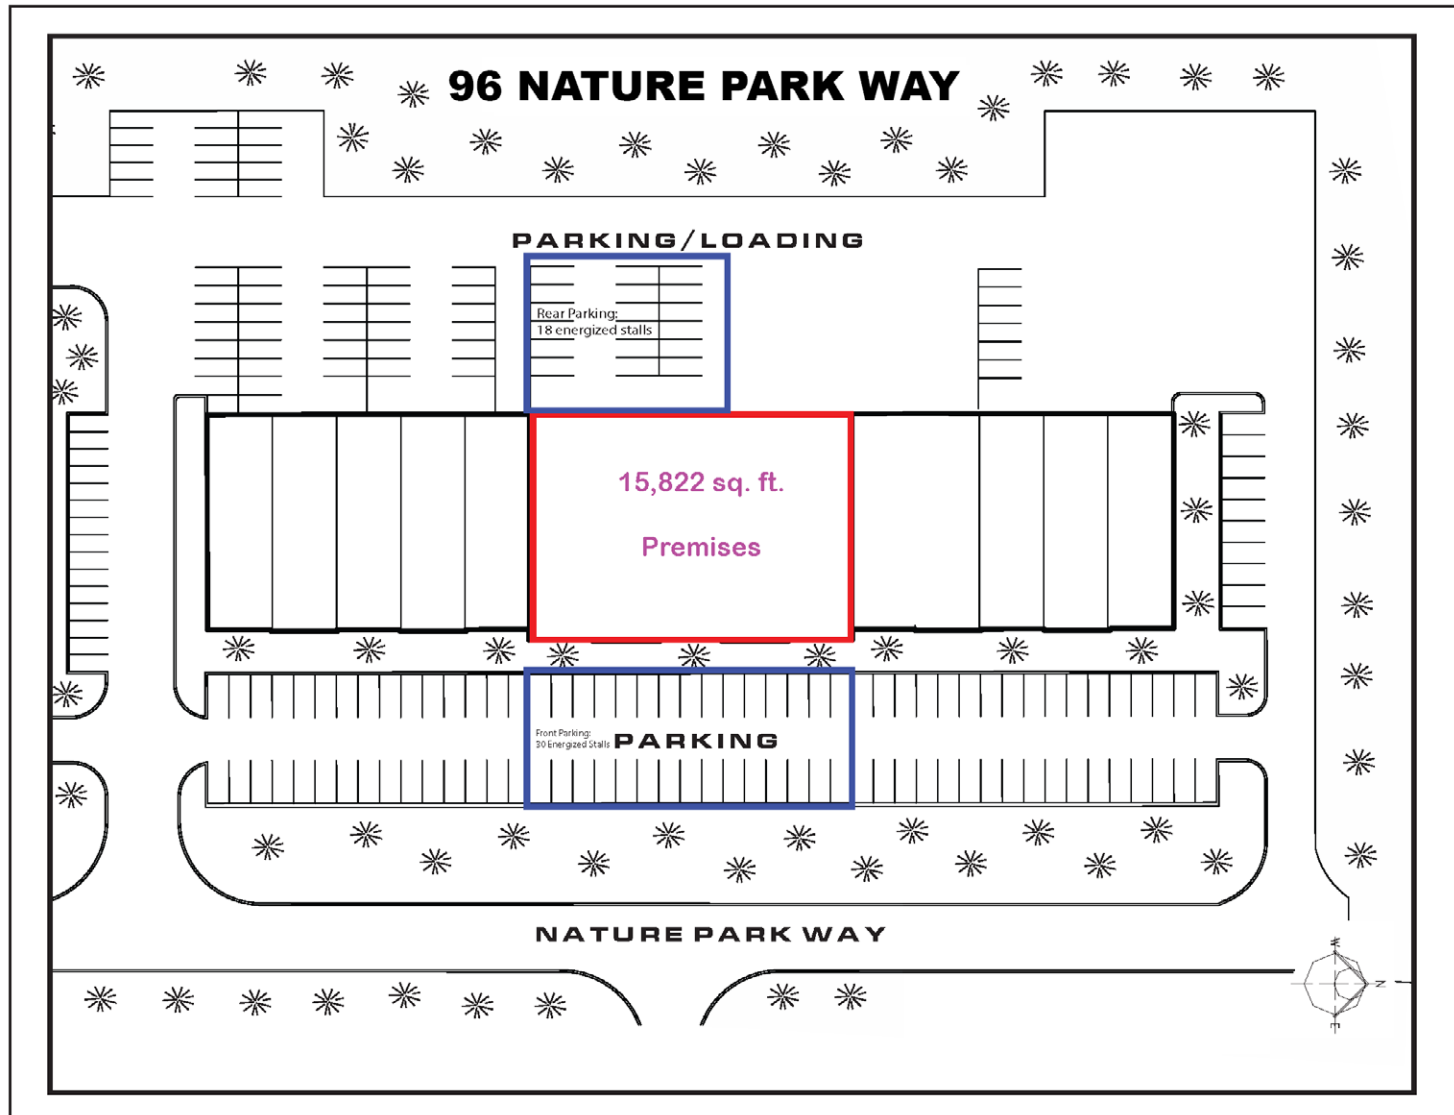 96 NATURE PARK WAY
PARKING/LOADING
Rear Parking:
18 energized stalls
15,822 sq. ft.
Premises
Front Parking:
30 Energized Stalls
PARKING
NATURE PARK WAY
W
N
E